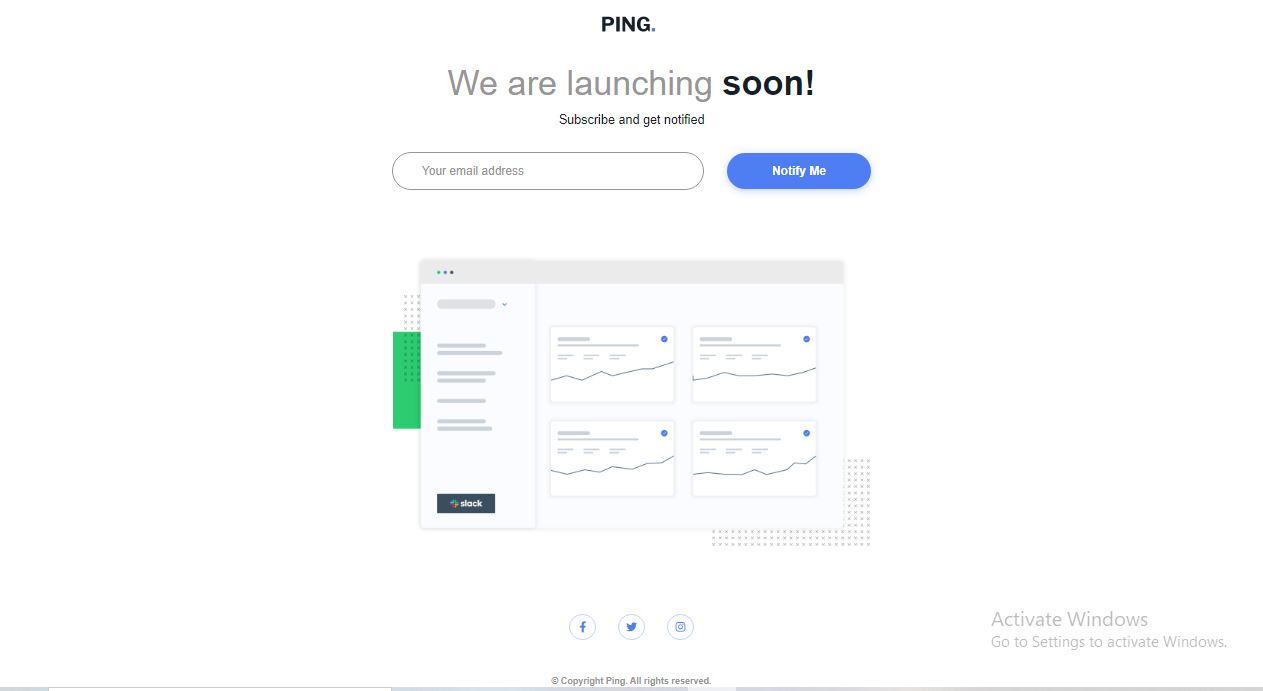 PING.
We are launching soon!
Subscribe and get notified
Your email address
Notify Me
slack
Activate Windows
Go to Settings to activate Windows.
© Copyright Ping. All rights reserved.